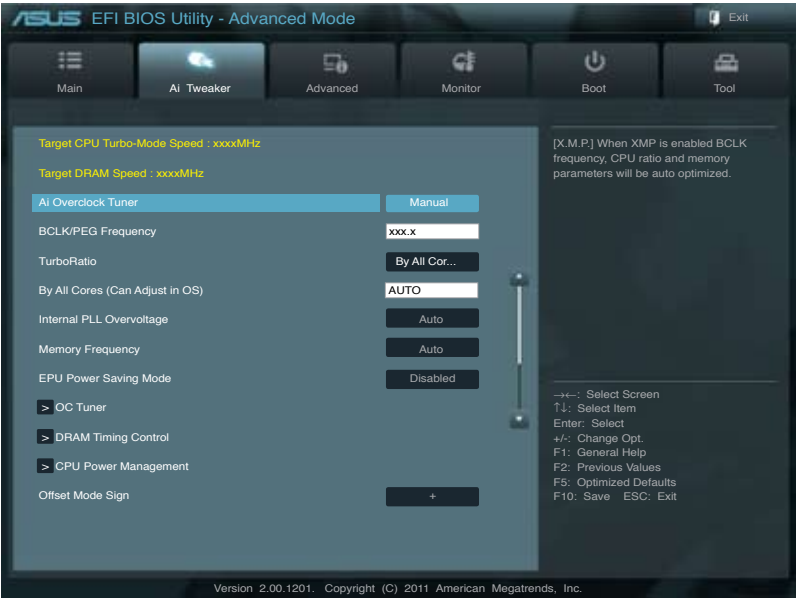 ASUS EFI BIOS Utility - Advanced Mode
Exit
Main
Ai Tweaker
Advanced
Monitor
Boot
Tool
Target CPU Turbo-Mode Speed : xxxxMHz
Target DRAM Speed : xxxxMHz
Ai Overclock Tuner Manual
BCLK/PEG Frequency xxx.x
TurboRatio By All Cor...
By All Cores (Can Adjust in OS) AUTO
Internal PLL Overvoltage Auto
Memory Frequency Auto
EPU Power Saving Mode Disabled
> OC Tuner
> DRAM Timing Control
> CPU Power Management
Offset Mode Sign +
[X.M.P.] When XMP is enabled BCLK
frequency, CPU ratio and memory
parameters will be auto optimized.
→←: Select Screen
↑↓: Select Item
Enter: Select
+/-: Change Opt.
F1: General Help
F2: Previous Values
F5: Optimized Defaults
F10: Save ESC: Exit
Version 2.00.1201. Copyright (C) 2011 American Megatrends, Inc.